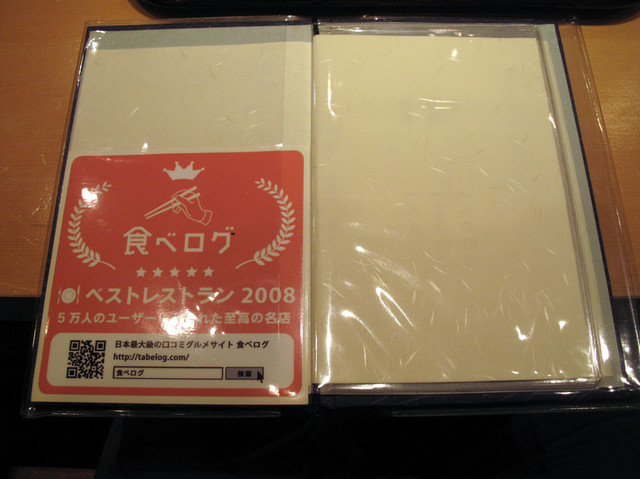 食べログ
ベストレストラン 2008
5万人のユーザー れた至高の名店
日本最大級の口コミグルメサイト 食べログ
http://tabelog.com/
食べログ
検索